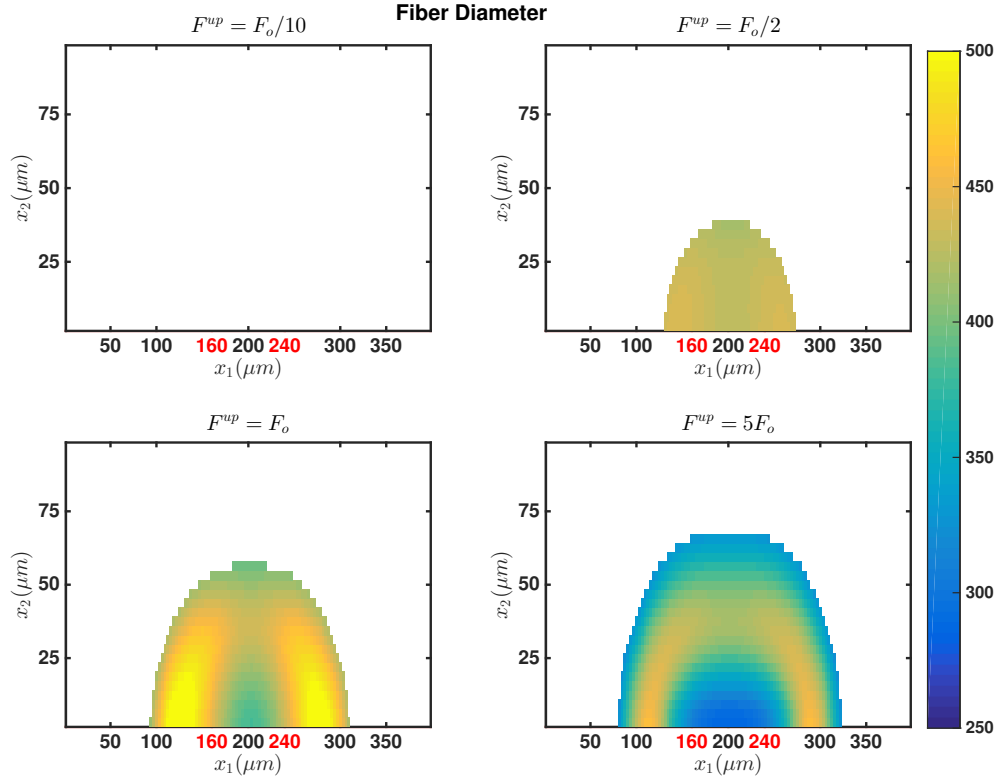 Fiber Diameter
F^{up} = F_o/10
F^{up} = F_o/2
x_2(μm)
75
50
25
50 100 160 200 240 300 350
x_1(μm)
x_2(μm)
75
50
25
50 100 160 200 240 300 350
x_1(μm)
F^{up} = F_o
F^{up} = 5F_o
x_2(μm)
75
50
25
50 100 160 200 240 300 350
x_1(μm)
x_2(μm)
75
50
25
50 100 160 200 240 300 350
x_1(μm)
500
450
400
350
300
250